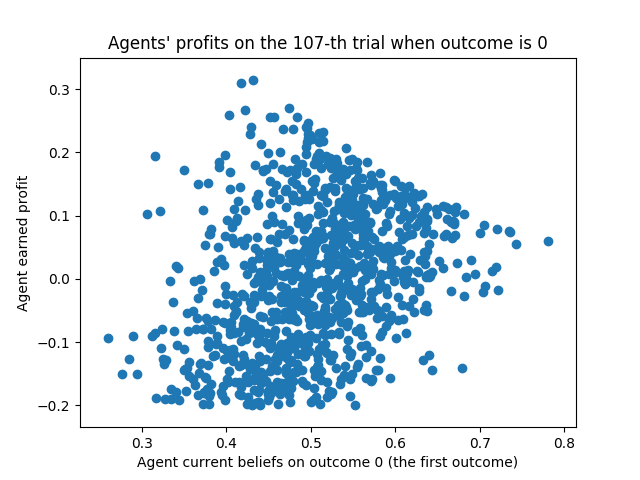 Agents' profits on the 107-th trial when outcome is 0
0.3
0.2
0.1
0.0
−0.1
−0.2
Agent earned profit
0.3 0.4 0.5 0.6 0.7 0.8
Agent current beliefs on outcome 0 (the first outcome)